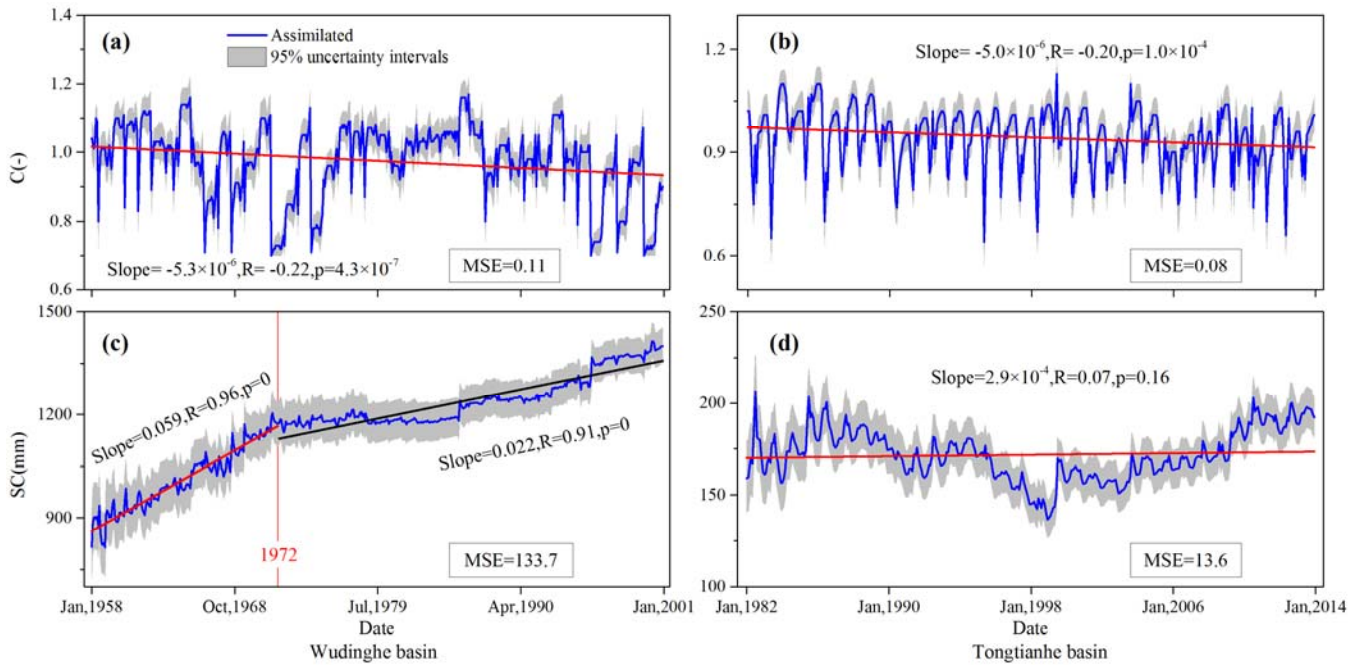 (a)
Assimilated
95% uncertainty intervals
1.4
1.2
1.0
0.8
0.6
C(-)
Slope= -5.3×10⁻⁶,R= -0.22,p=4.3×10⁻⁷
MSE=0.11
(b)
Slope= -5.0×10⁻⁶,R= -0.20,p=1.0×10⁻⁴
1.2
0.9
0.6
MSE=0.08
(c)
1500
1200
900
SC(mm)
Slope=0.059,R=0.96,p=0
Slope=0.022,R=0.91,p=0
1972
MSE=133.7
Jan,1958
Oct,1968
Jul,1979
Apr,1990
Jan,2001
Date
Wudinghe basin
(d)
Slope=2.9×10⁻⁴,R=0.07,p=0.16
250
200
150
100
MSE=13.6
Jan,1982
Jan,1990
Jan,1998
Jan,2006
Jan,2014
Date
Tongtianhe basin